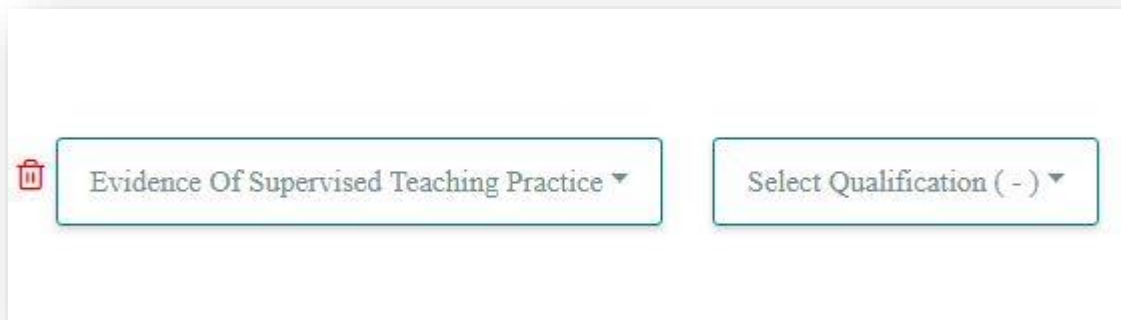 Evidence Of Supervised Teaching Practice Select Qualification ( - )